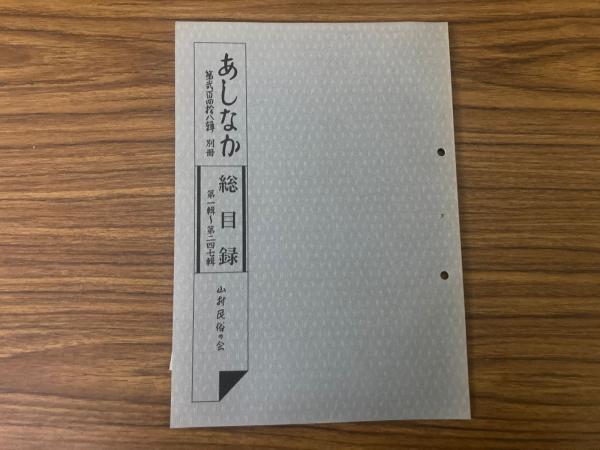 あしなか
第弐百四拾八輯 別冊
総目録
第一輯～第二四七輯
山村民俗の会